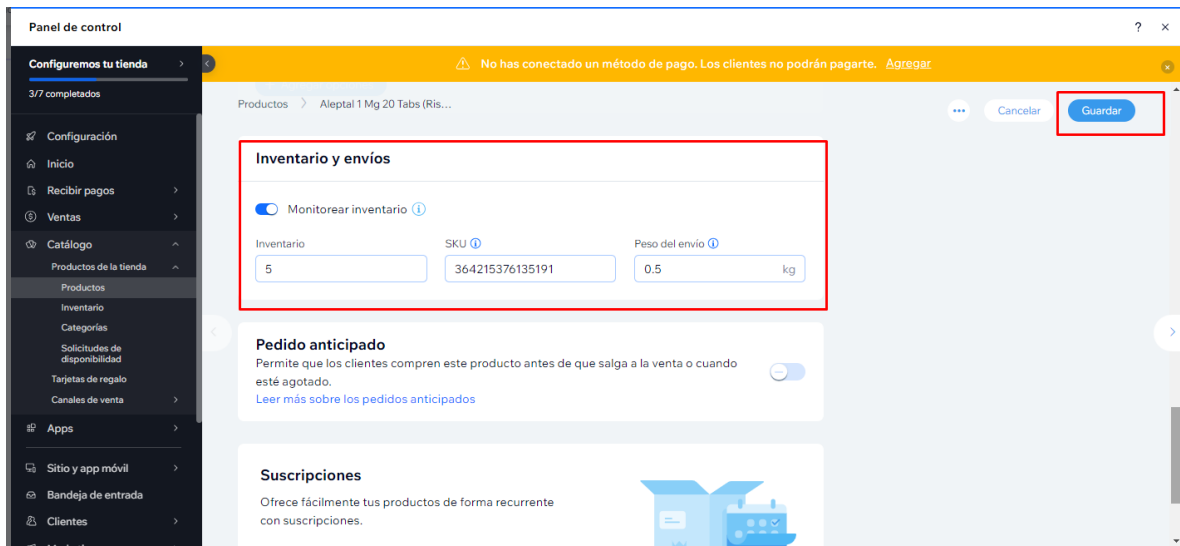 Panel de control
?
Configuremos tu tienda
3/7 completados
Configuración
Inicio
Recibir pagos
Ventas
Catálogo
Productos de la tienda
Productos
Inventario
Categorías
Solicitudes de
disponibilidad
Tarjetas de regalo
Canales de venta
Apps
Sitio y app móvil
Bandeja de entrada
Clientes
No has conectado un método de pago. Los clientes no podrán pagarte. Agregar
Productos > Aleptal 1 Mg 20 Tabs (Ris...
... Cancelar Guardar
Inventario y envíos
Monitorear inventario
Inventario SKU Peso del envío
5 364215376135191 0.5 kg
Pedido anticipado
Permite que los clientes compren este producto antes de que salga a la venta o cuando
esté agotado.
Leer más sobre los pedidos anticipados
Suscripciones
Ofrece fácilmente tus productos de forma recurrente
con suscripciones.